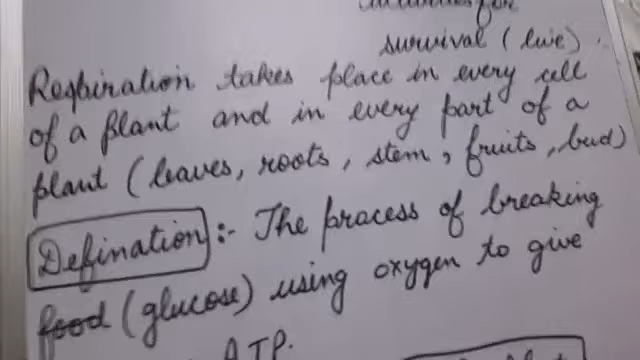 survival (live)
Respiration takes place in every cell
of a plant and in every part of a
plant (leaves, roots, stem, fruits, bud)
Defination :- The process of breaking
food (glucose) using oxygen to give
ATP.